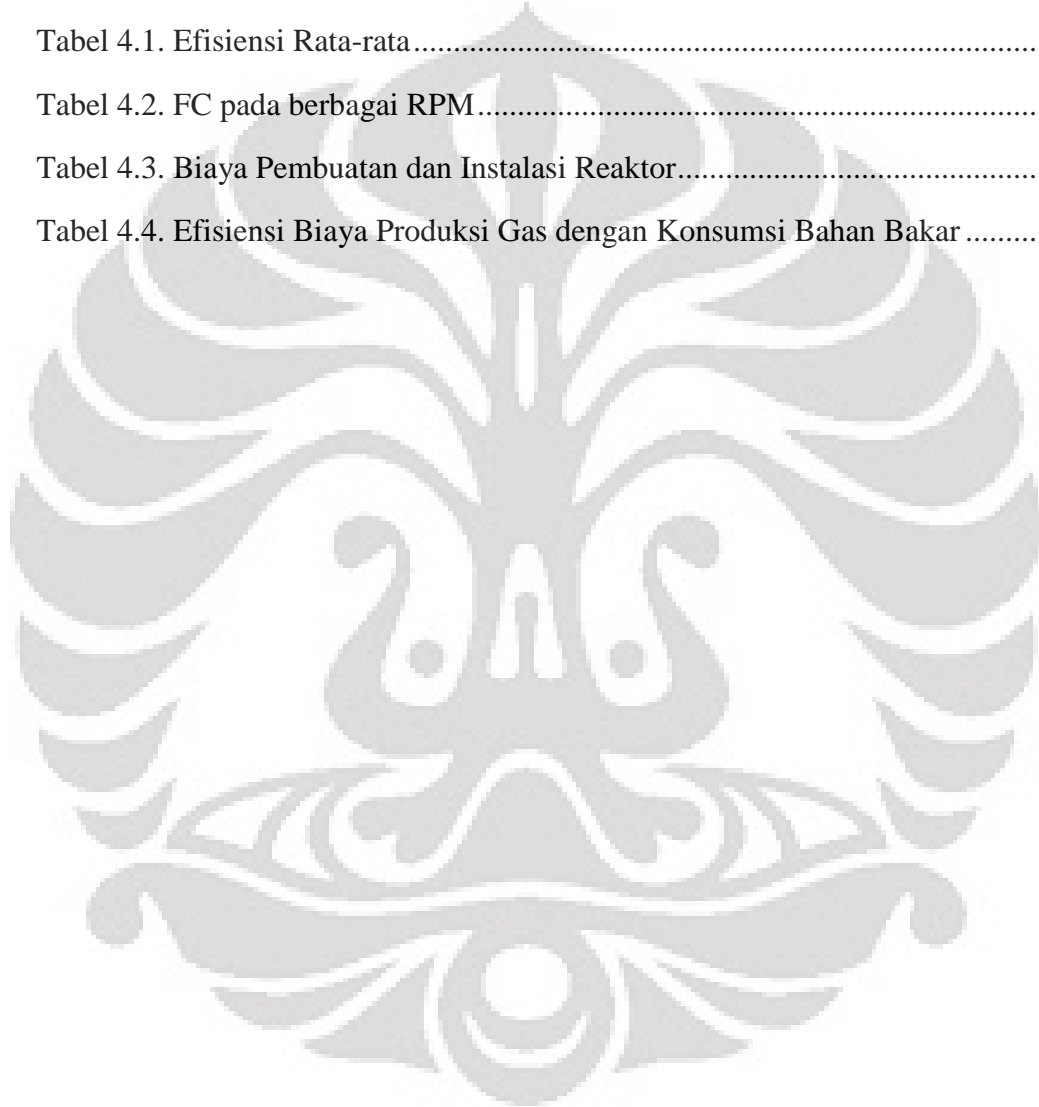 Tabel 4.1. Efisiensi Rata-rata......................................................................
Tabel 4.2. FC pada berbagai RPM..............................................................
Tabel 4.3. Biaya Pembuatan dan Instalasi Reaktor.....................................
Tabel 4.4. Efisiensi Biaya Produksi Gas dengan Konsumsi Bahan Bakar.........